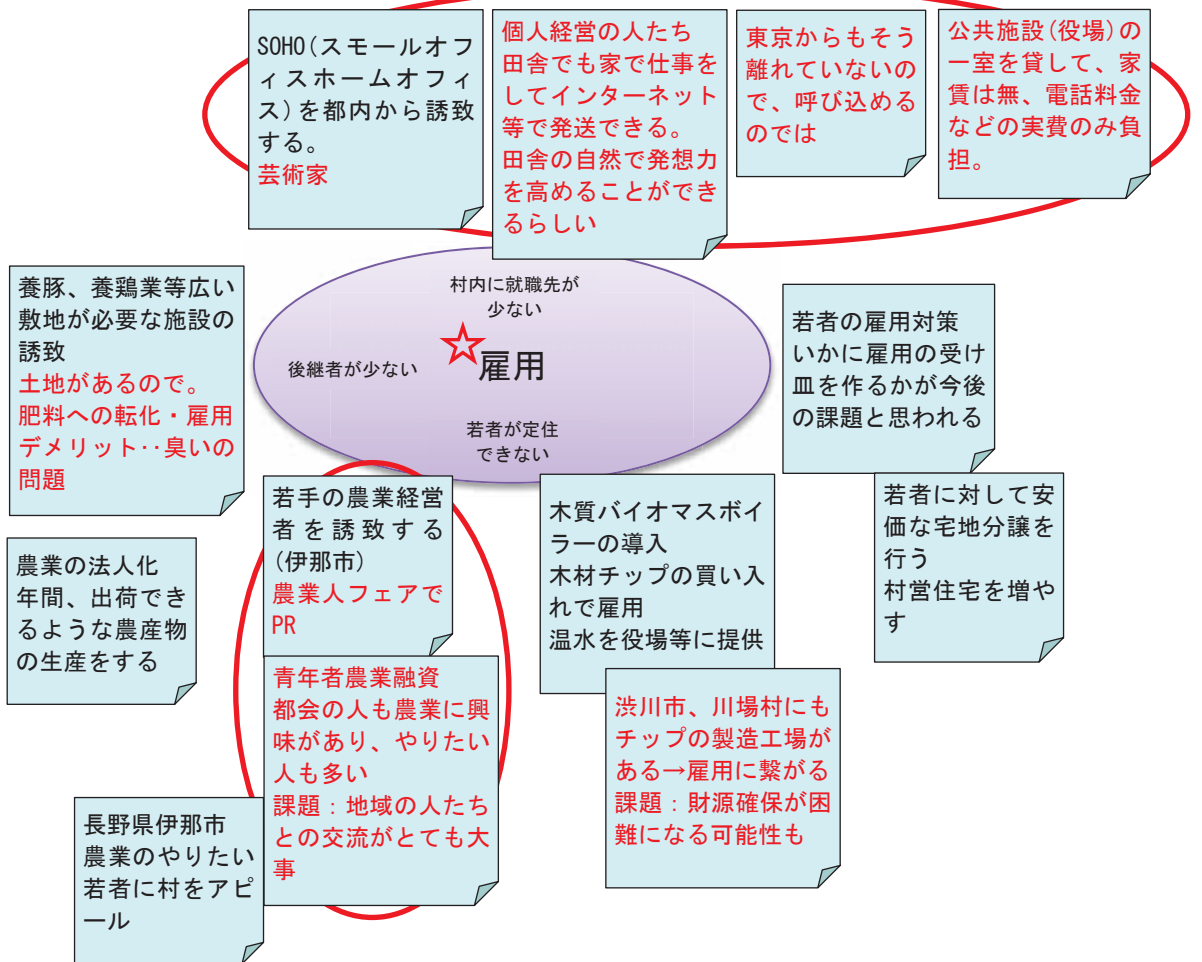 SOHO(スモールオフ
ィスホームオフィ
ス)を都内から誘致
する。
芸術家
個人経営の人たち
田舎でも家で仕事を
してインターネット
等で発送できる。
田舎の自然で発想力
を高めることができ
るらしい
東京からもそう
離れていないの
で、呼び込める
のでは
公共施設(役場)の
一室を貸して、家
賃は無、電話料金
などの実費のみ負
担。
養豚、養鶏業等広い
敷地が必要な施設の
誘致
土地があるので。
肥料への転化・雇用
デメリット‥臭いの
問題
村内に就職先が
少ない
後継者が少ない
雇用
若者が定住
できない
若者の雇用対策
いかに雇用の受け
皿を作るかが今後
の課題と思われる
若者に対して安
価な宅地分譲を
行う
村営住宅を増や
す
農業の法人化
年間、出荷でき
るような農産物
の生産をする
若手の農業経営
者を誘致する
(伊那市)
農業人フェアで
PR
木質バイオマスボイ
ラーの導入
木材チップの買い入
れで雇用
温水を役場等に提供
青年者農業融資
都会の人も農業に興
味があり、やりたい
人も多い
課題：地域の人たち
との交流がとても大
事
渋川市、川場村にも
チップの製造工場が
ある→雇用に繋がる
課題：財源確保が困
難になる可能性も
長野県伊那市
農業のやりたい
若者に村をアピ
ール